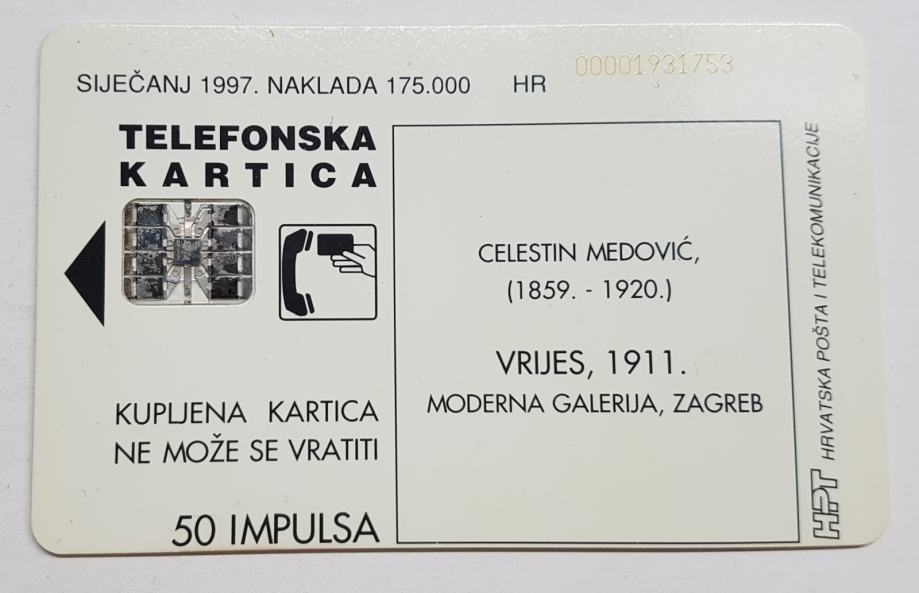 SIJEČANJ 1997. NAKLADA 175.000 HR 00001931753
TELEFONSKA
KARTICA
KUPLJENA KARTICA
NE MOŽE SE VRATITI
50 IMPULSA
CELESTIN MEDOVIĆ,
(1859. - 1920.)
VRIJES, 1911.
MODERNA GALERIJA, ZAGREB
HPT HRVATSKA POŠTA I TELEKOMUNIKACIJE